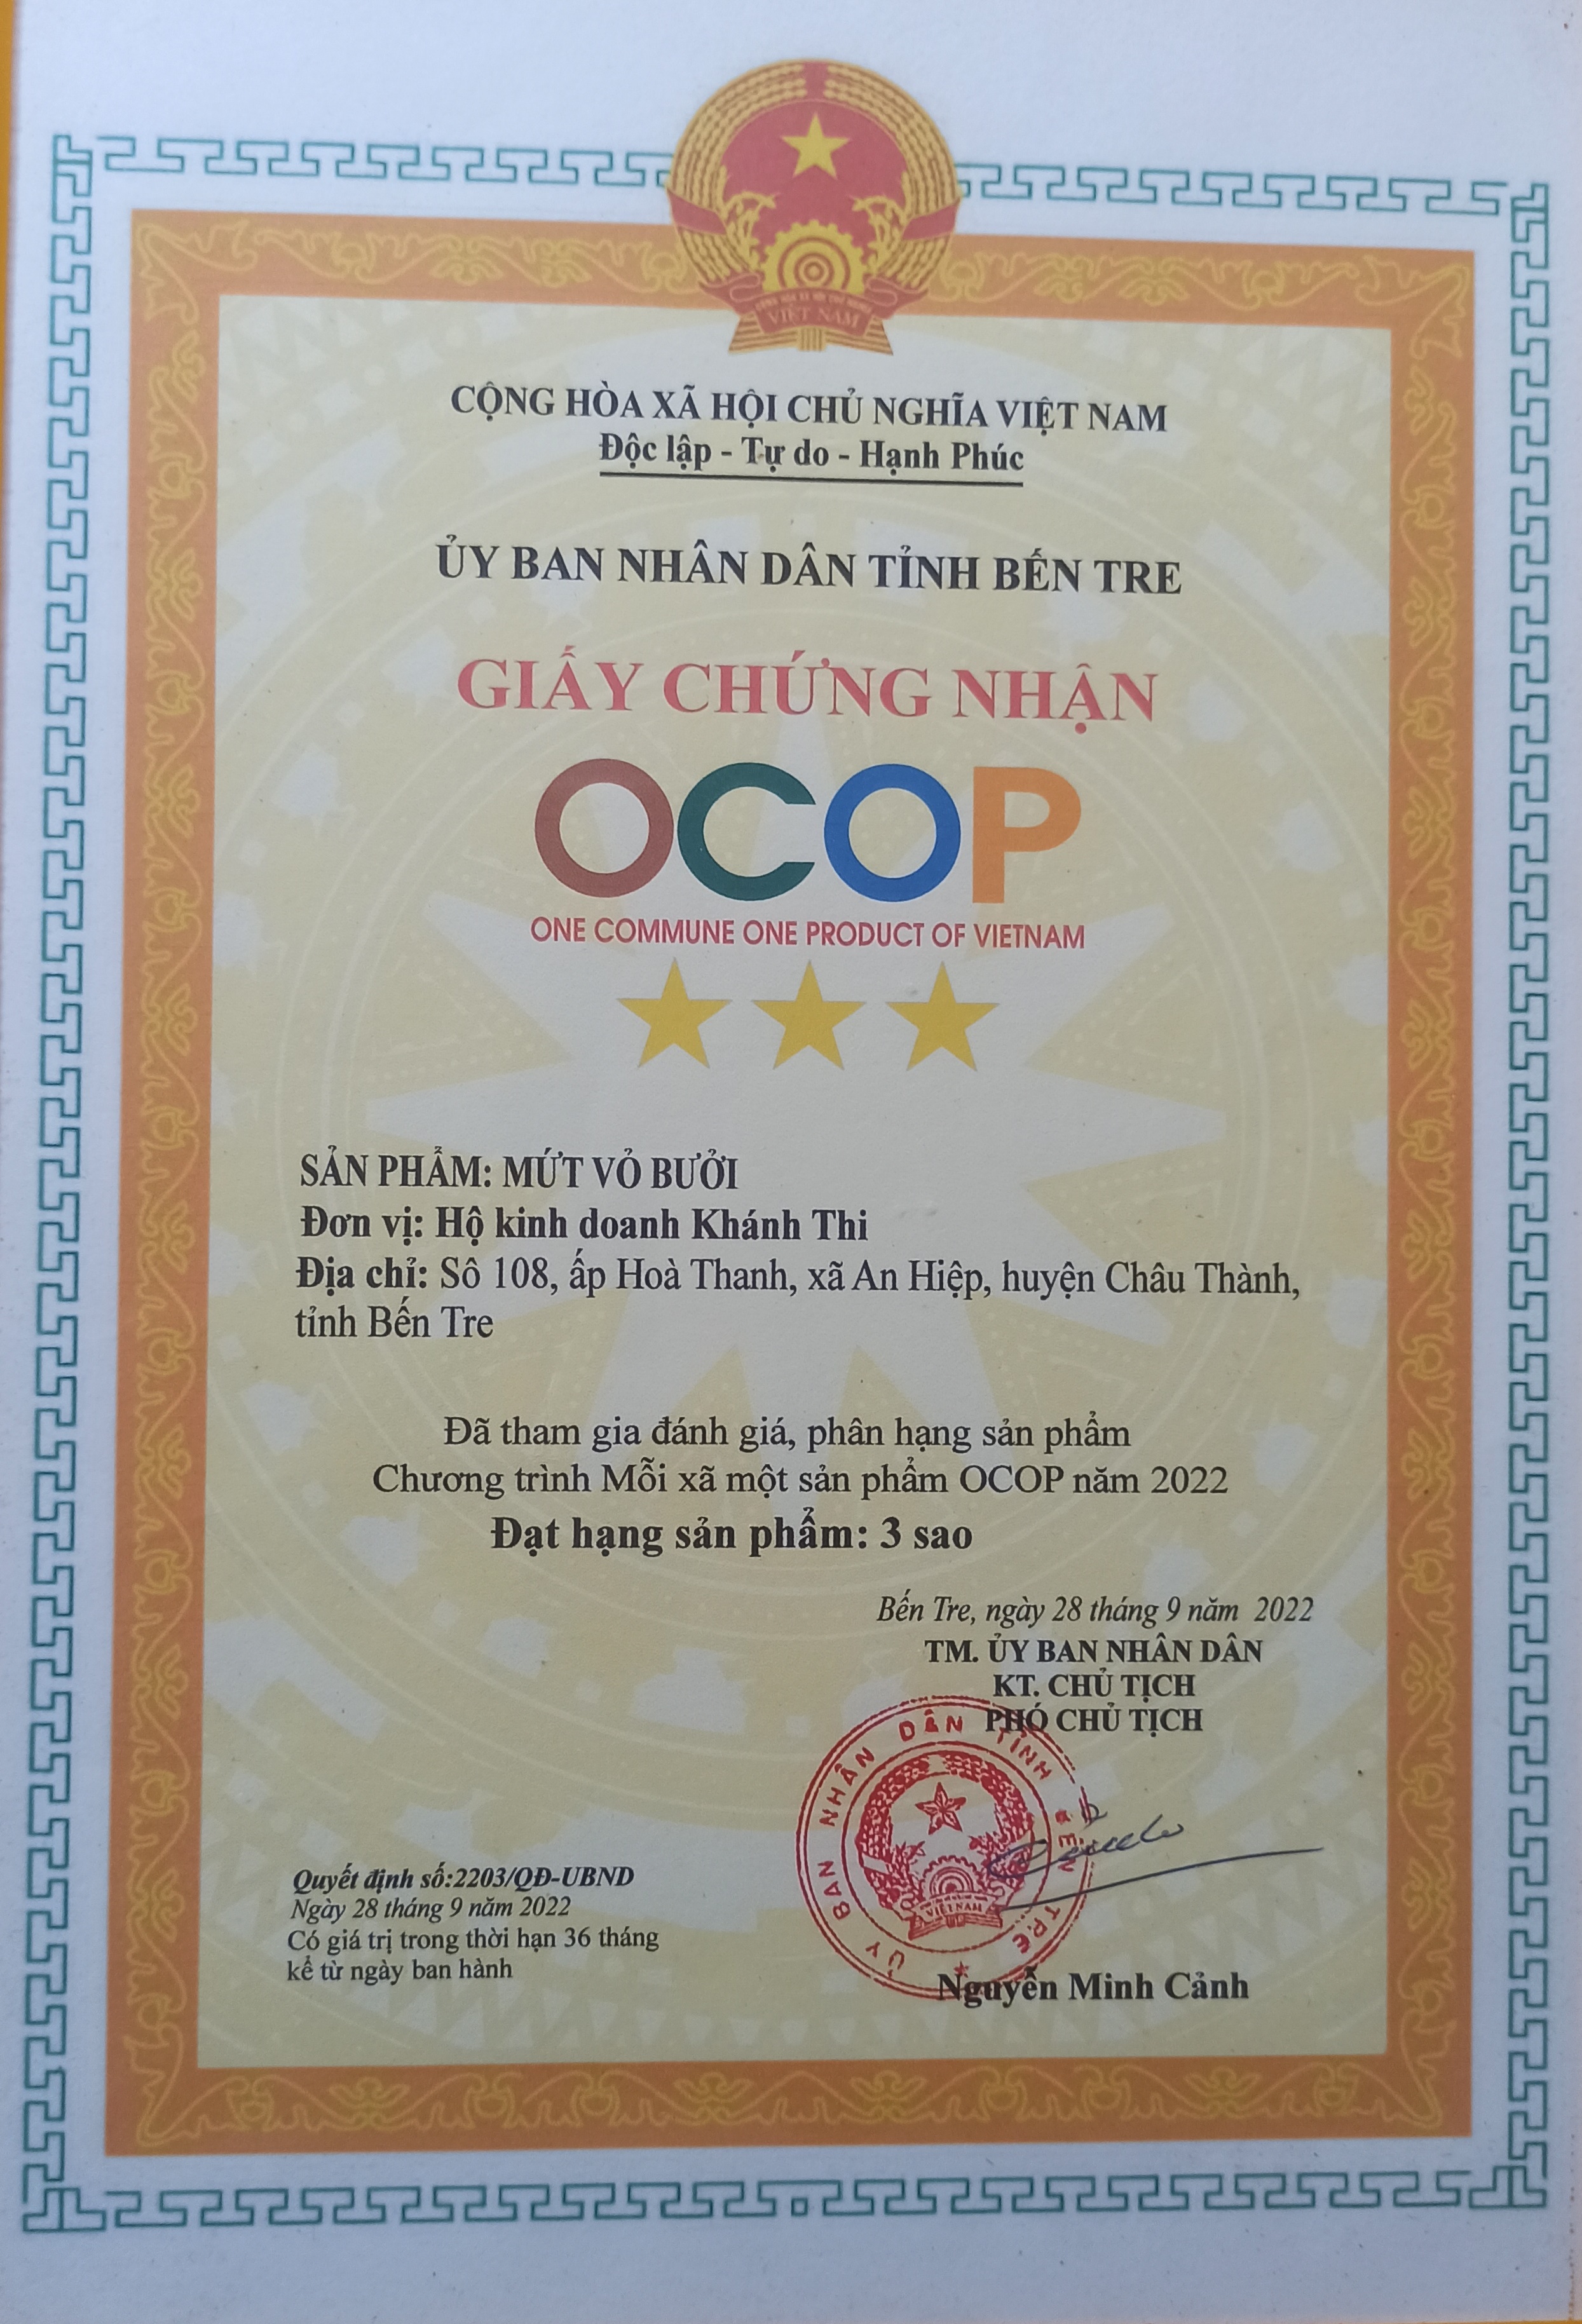 VIỆT NAM
CỘNG HÒA XÃ HỘI CHỦ NGHĨA VIỆT NAM
Độc lập - Tự do - Hạnh Phúc
ỦY BAN NHÂN DÂN TỈNH BẾN TRE
GIẤY CHỨNG NHẬN
OCOP
ONE COMMUNE ONE PRODUCT OF VIETNAM
SẢN PHẨM: MỨT VỎ BƯỞI
Đơn vị: Hộ kinh doanh Khánh Thi
Địa chỉ: Sô 108, ấp Hoà Thanh, xã An Hiệp, huyện Châu Thành,
tỉnh Bến Tre
Đã tham gia đánh giá, phân hạng sản phẩm
Chương trình Mỗi xã một sản phẩm OCOP năm 2022
Đạt hạng sản phẩm: 3 sao
Bến Tre, ngày 28 tháng 9 năm 2022
TM. ỦY BAN NHÂN DÂN
KT. CHỦ TỊCH
PHÓ CHỦ TỊCH
ỦY BAN NHÂN DÂN TỈNH BẾN TRE
VIỆT NAM
Nguyễn Minh Cảnh
Quyết định số:2203/QĐ-UBND
Ngày 28 tháng 9 năm 2022
Có giá trị trong thời hạn 36 tháng
kể từ ngày ban hành